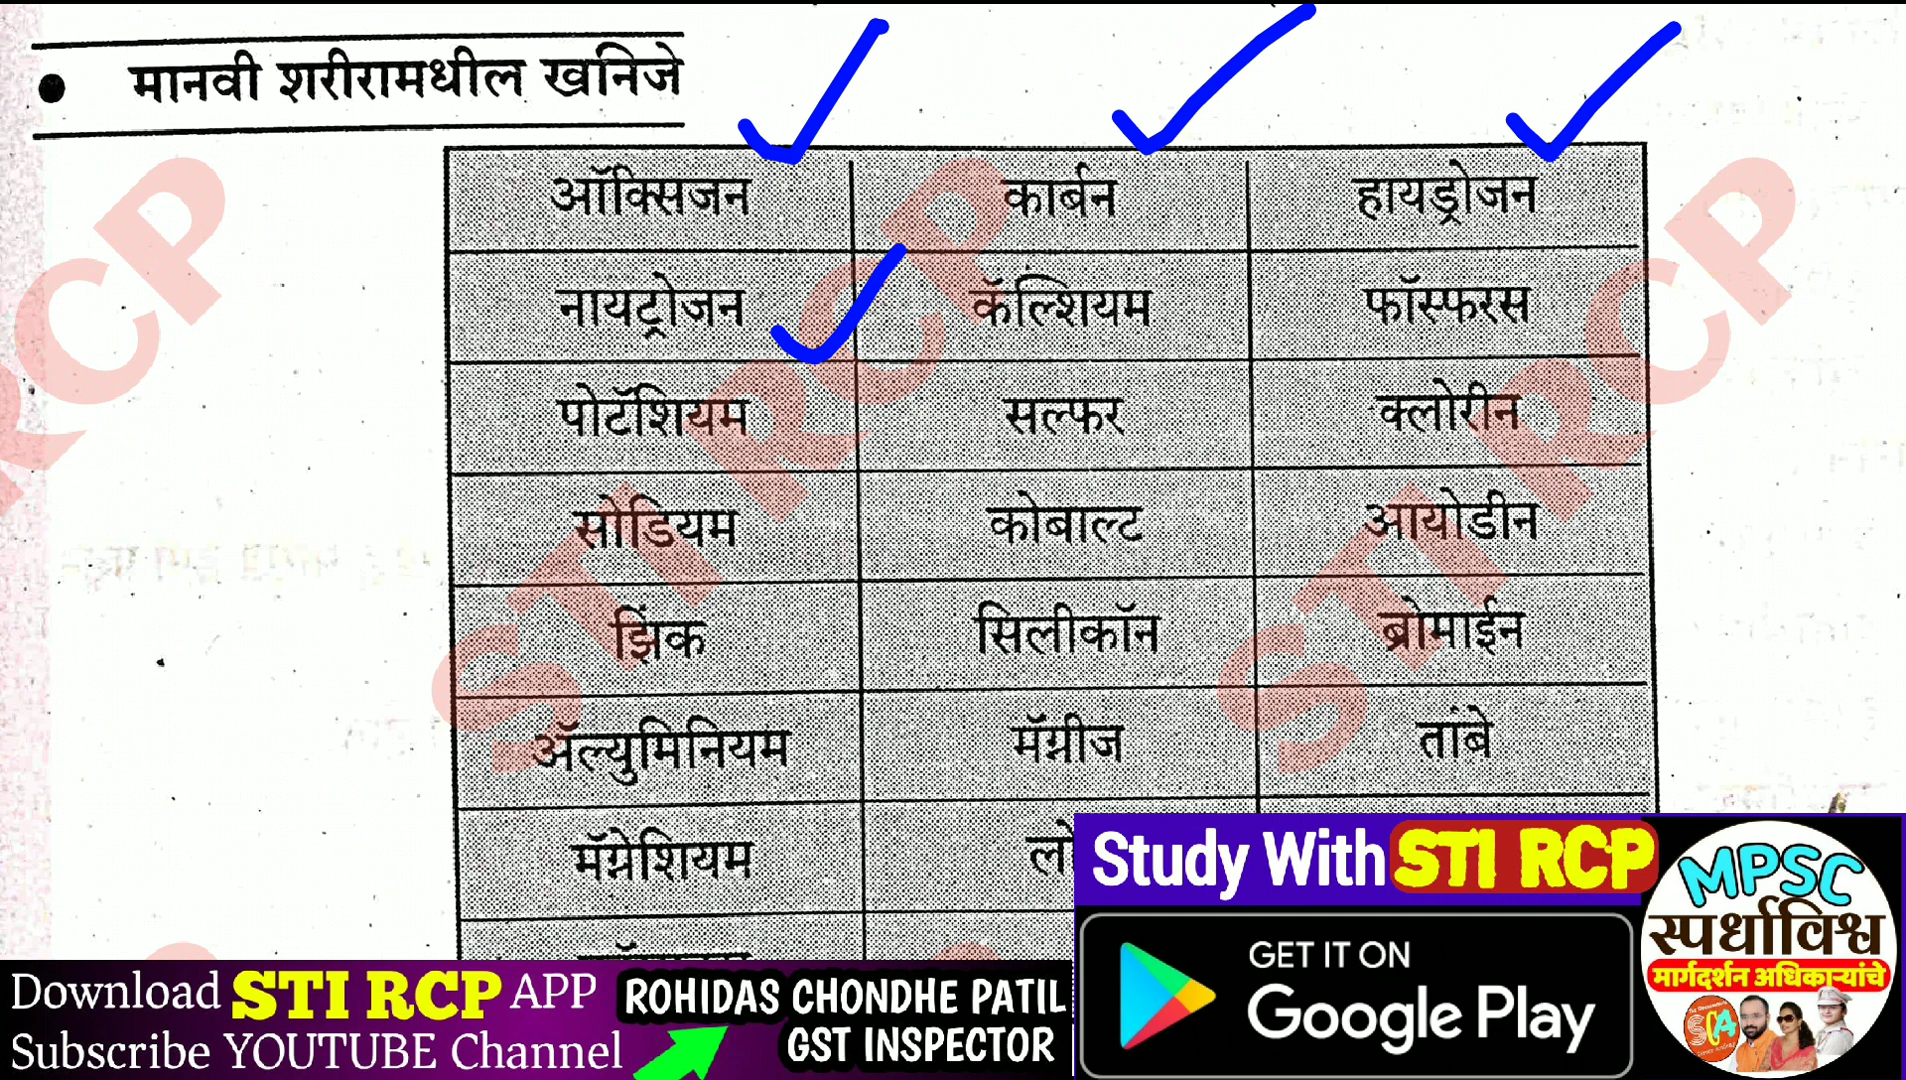 • मानवी शरीरामधील खनिजे
ऑक्सिजन कार्बन हायड्रोजन
नायट्रोजन कॅल्शियम फॉस्फरस
पोटॅशियम सल्फर क्लोरीन
सोडियम कोबाल्ट आयोडीन
झिंक सिलीकॉन ब्रोमाईन
ॲल्युमिनियम मॅग्नीज तांबे
मॅग्नेशियम
STI RCP
STI RCP
RCP
Study With STI RCP
GET IT ON
Google Play
MPSC
स्पर्धाविश्व
मार्गदर्शन अधिकाऱ्यांचे
SCA
Download STI RCP APP
Subscribe YOUTUBE Channel
ROHIDAS CHONDHE PATIL
GST INSPECTOR